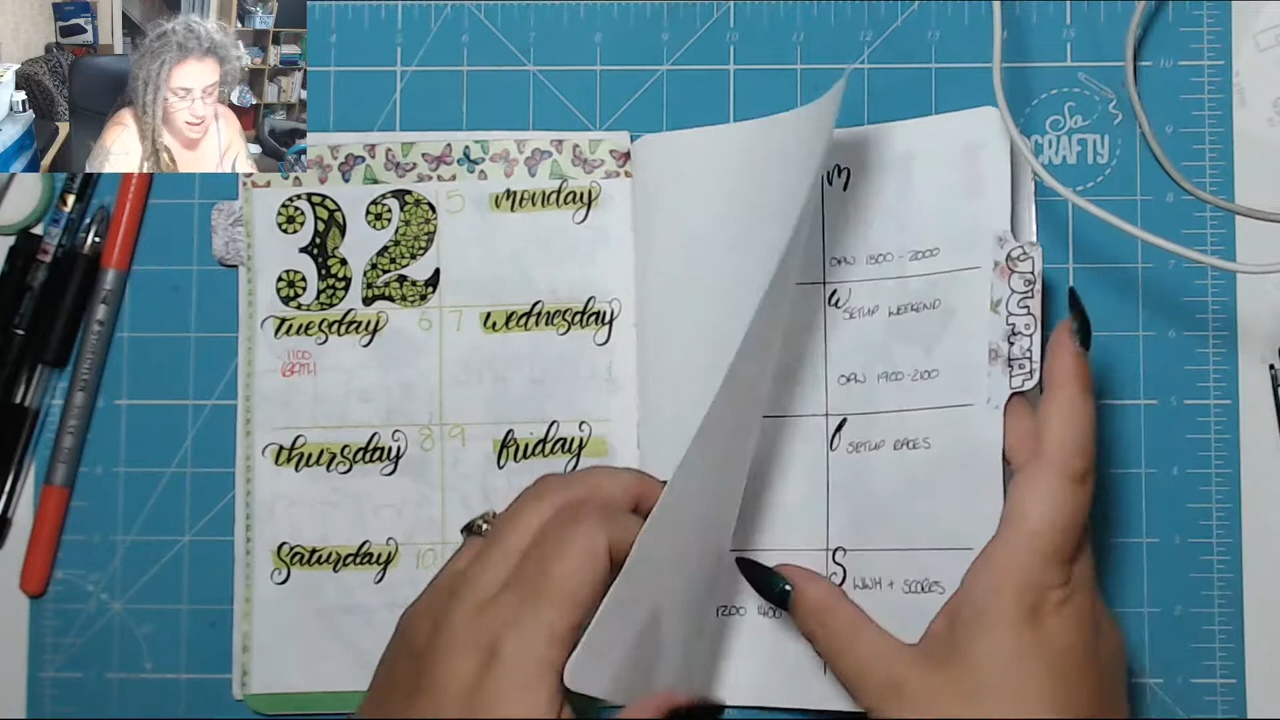 So
CRAFTY
32
5 monday
tuesday 6
1100
BATH
7 wednesday
thursday 8
9 friday
saturday 10
m
OPW 1800 - 2000
W
SETUP WEEKEND
OPW 1900-2100
SETUP RACES
S WWH + SCORES
1200 1400
JOURNAL